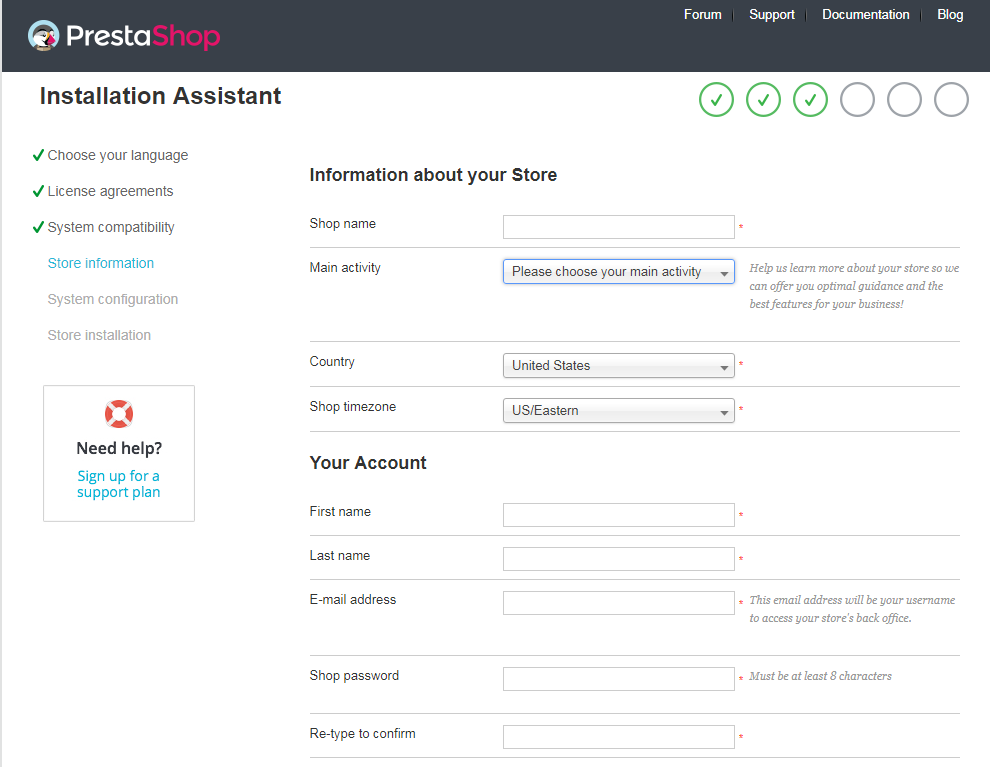 PrestaShop
Forum
Support
Documentation
Blog
Installation Assistant
Choose your language
License agreements
System compatibility
Store information
System configuration
Store installation
Need help?
Sign up for a
support plan
Information about your Store
Shop name
*
Main activity
Please choose your main activity
Help us learn more about your store so we
can offer you optimal guidance and the
best features for your business!
Country
United States
*
Shop timezone
US/Eastern
*
Your Account
First name
*
Last name
*
E-mail address
*
This email address will be your username
to access your store's back office.
Shop password
*
Must be at least 8 characters
Re-type to confirm
*